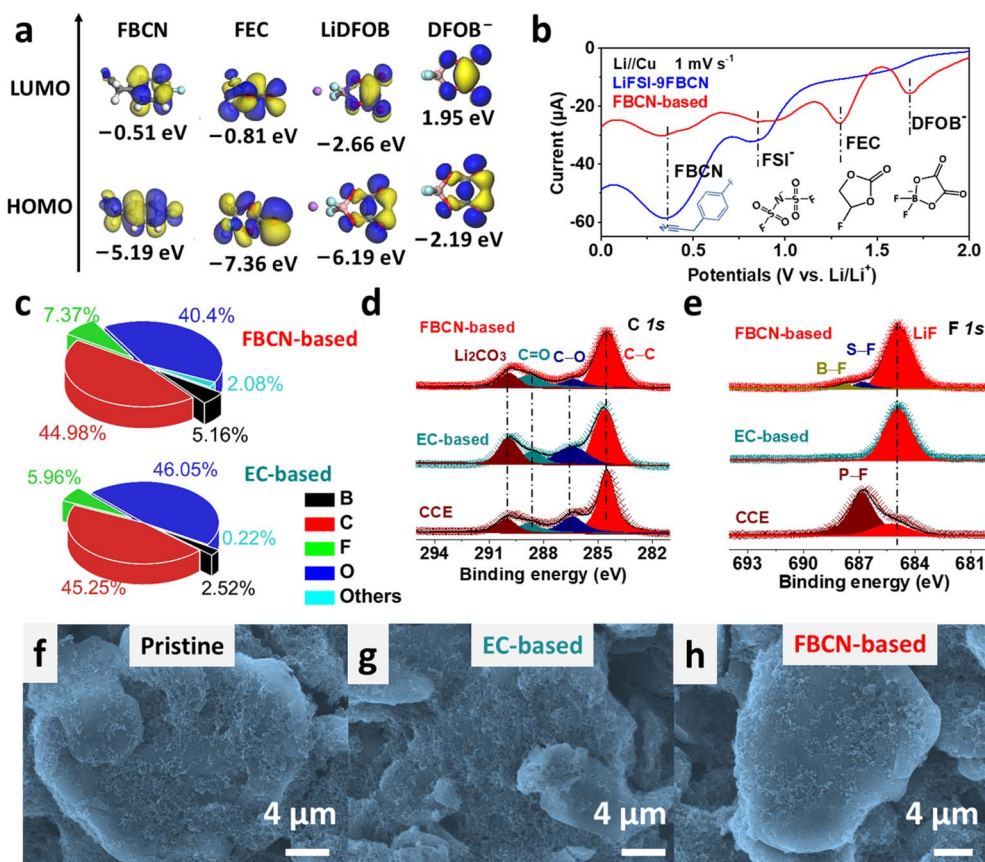 a
FBCN FEC LiDFOB DFOB⁻
LUMO
−0.51 eV −0.81 eV −2.66 eV 1.95 eV
HOMO
−5.19 eV −7.36 eV −6.19 eV −2.19 eV
b
Li//Cu 1 mV s⁻¹
LiFSI-9FBCN
FBCN-based
FBCN
FSI⁻
FEC
DFOB⁻
N F
F S O O N S O O F
O O O F
F F B O O O O
Current (μA)
0
−20
−40
−60
0.0 0.5 1.0 1.5 2.0
Potentials (V vs. Li/Li⁺)
c
7.37% 40.4%
FBCN-based
2.08%
44.98% 5.16%
5.96% 46.05%
EC-based
0.22%
45.25% 2.52%
B
C
F
O
Others
d
C 1s
FBCN-based
Li₂CO₃ C=O C−O C−C
EC-based
CCE
294 291 288 284 281
Binding energy (eV)
e
F 1s
FBCN-based
B−F S−F LiF
EC-based
P−F
CCE
693 690 687 684 681
Binding energy (eV)
f Pristine
4 μm
g EC-based
4 μm
h FBCN-based
4 μm